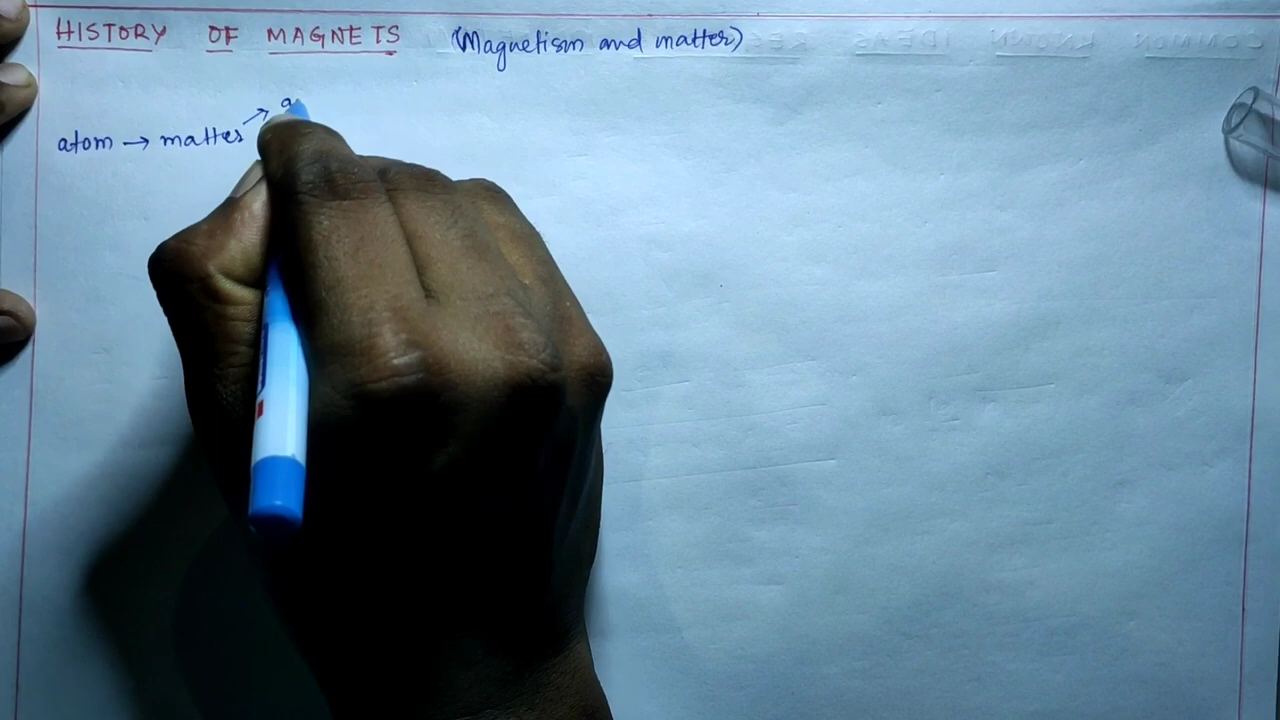 HISTORY OF MAGNETS (Magnetism and matter)
atom → matter → a